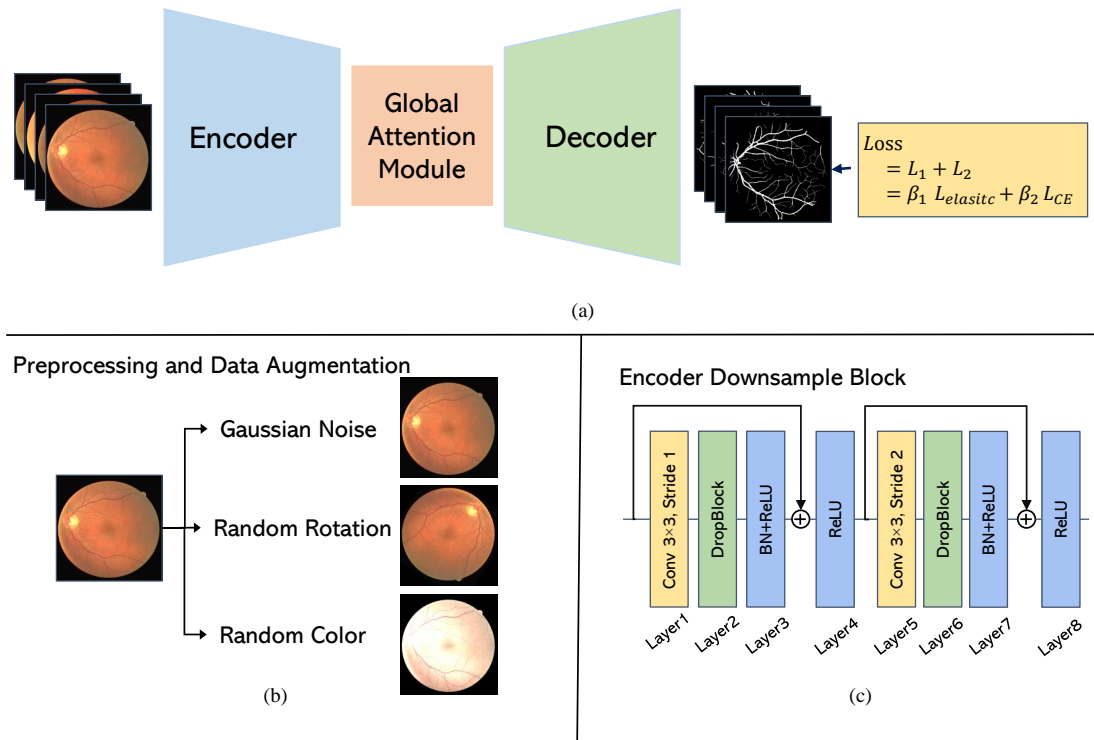 Encoder
Global
Attention
Module
Decoder
Loss
= L₁ + L₂
= β₁ L_elasitc + β₂ L_CE
(a)
Preprocessing and Data Augmentation
Gaussian Noise
Random Rotation
Random Color
(b)
Encoder Downsample Block
Conv 3×3, Stride 1
DropBlock
BN+ReLU
ReLU
Conv 3×3, Stride 2
DropBlock
BN+ReLU
ReLU
Layer1
Layer2
Layer3
Layer4
Layer5
Layer6
Layer7
Layer8
(c)